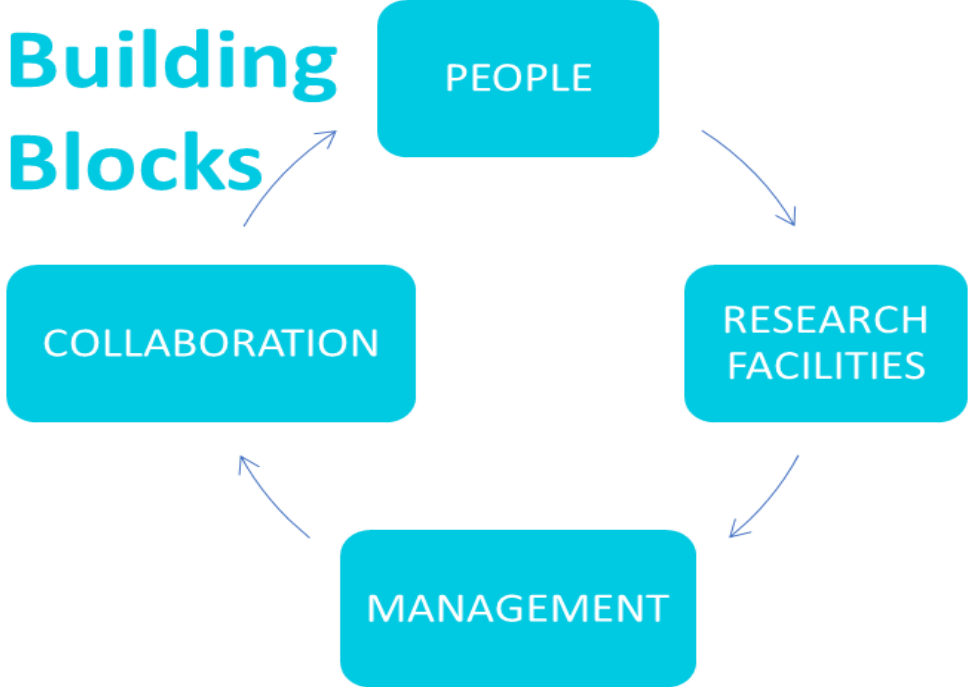 Building
Blocks
PEOPLE
RESEARCH
FACILITIES
MANAGEMENT
COLLABORATION